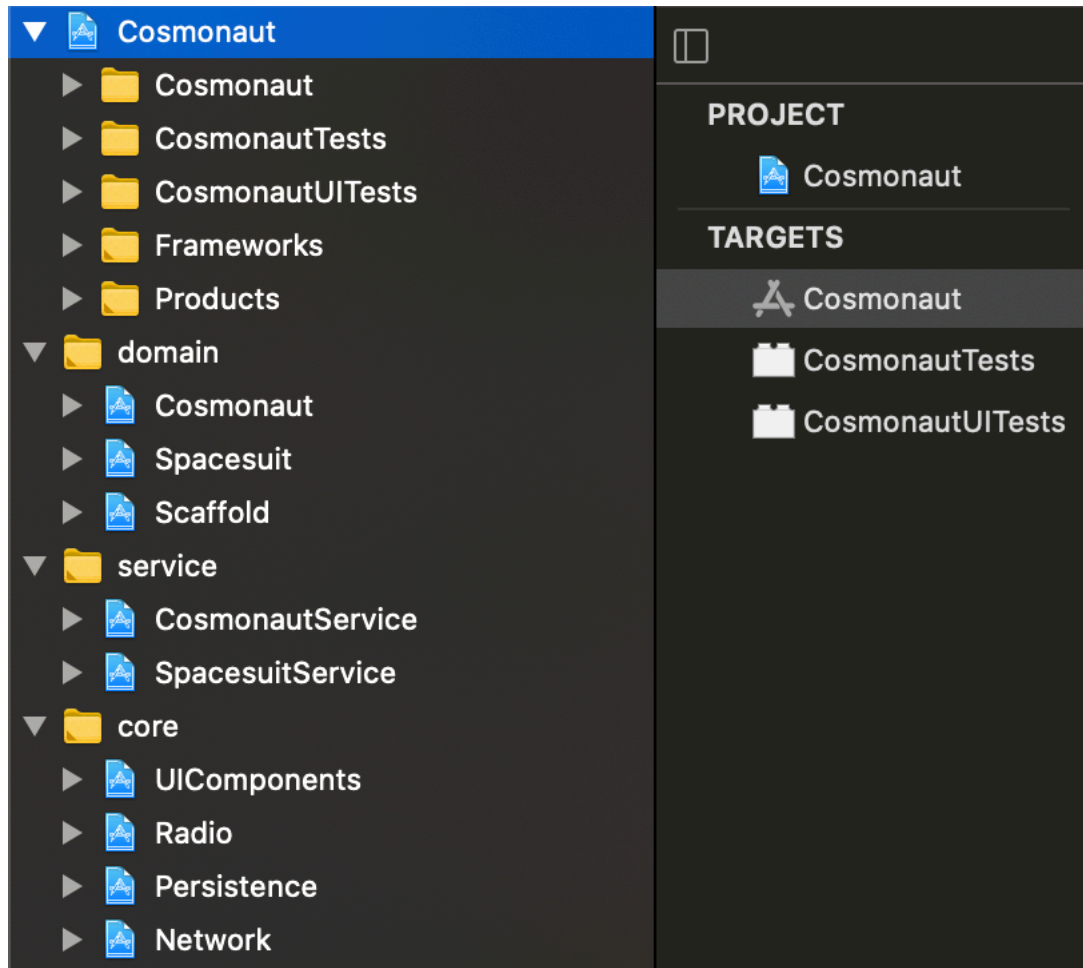 Cosmonaut
Cosmonaut
CosmonautTests
CosmonautUITests
Frameworks
Products
domain
Cosmonaut
Spacesuit
Scaffold
service
CosmonautService
SpacesuitService
core
UIComponents
Radio
Persistence
Network
PROJECT
Cosmonaut
TARGETS
Cosmonaut
CosmonautTests
CosmonautUITests